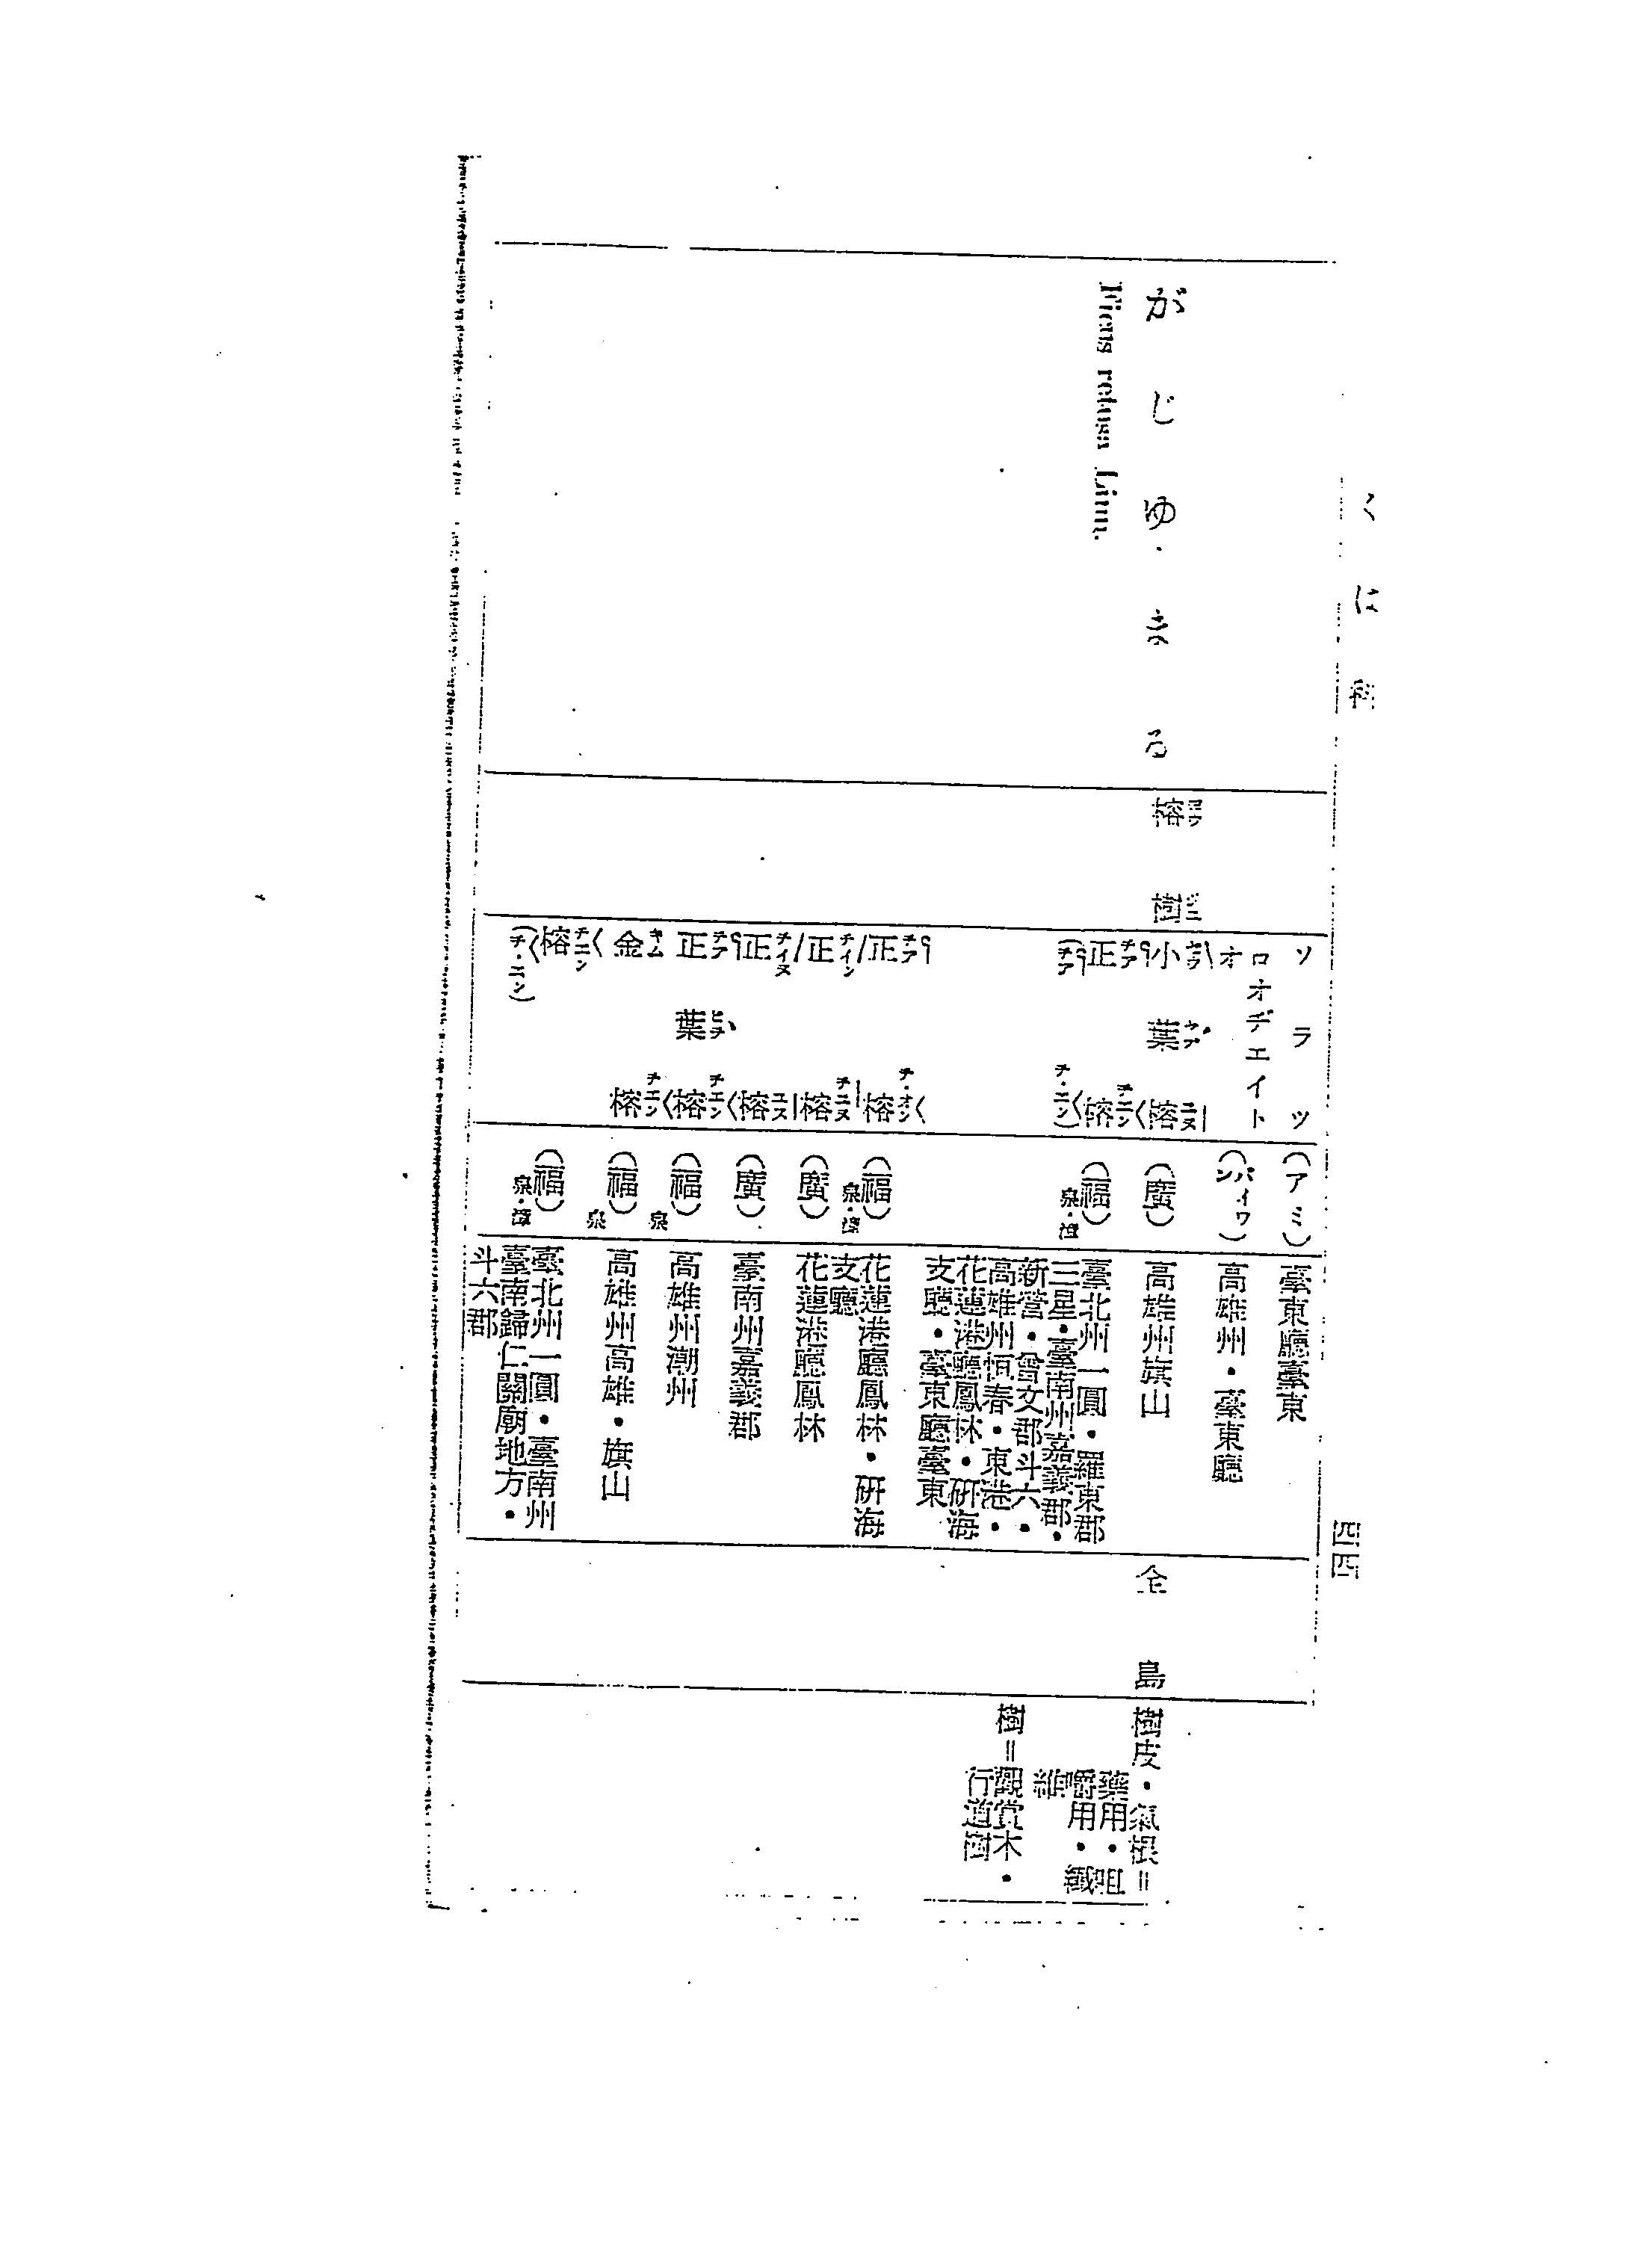 くは科
四四
がじゆまる
Ficus retusa Linn.
榕樹
ソラツ
(アミ)
臺東廳臺東
オロオデエイト
(パイワン)
高雄州・臺東廳
小葉榕
(廣)
高雄州旗山
正榕
(福)泉・漳
臺北州一圓・羅東郡
三星・臺南州嘉義郡・
新營・曾文郡斗六・
高雄州恒春・東港・
花蓮港廳鳳林・研海
支廳・臺東廳臺東
正榕
(福)泉・漳
花蓮港廳鳳林・研海
支廳
正榕
(廣)
花蓮港廳鳳林
正榕
(廣)
臺南州嘉義郡
正葉榕
(福)泉
高雄州潮州
金榕
(福)泉
高雄州高雄・旗山
榕
(福)泉・漳
臺北州一圓・臺南州
臺南歸仁關廟地方・
斗六郡
全島
樹皮・氣根=
藥用・咀
嚼用・纖
維
樹=觀賞木・
行道樹